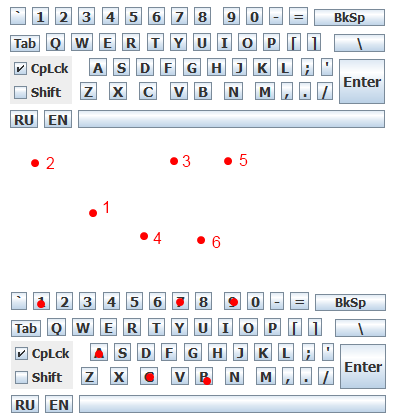 ` 1 2 3 4 5 6 7 8 9 0 - = BkSp
Tab Q W E R T Y U I O P [ ] \
CpLck A S D F G H J K L ; ' Enter
Shift Z X C V B N M , . /
RU EN
2 3 5
1
4 6
` 1 2 3 4 5 6 7 8 9 0 - = BkSp
Tab Q W E R T Y U I O P [ ] \
CpLck A S D F G H J K L ; ' Enter
Shift Z X C V B N M , . /
RU EN